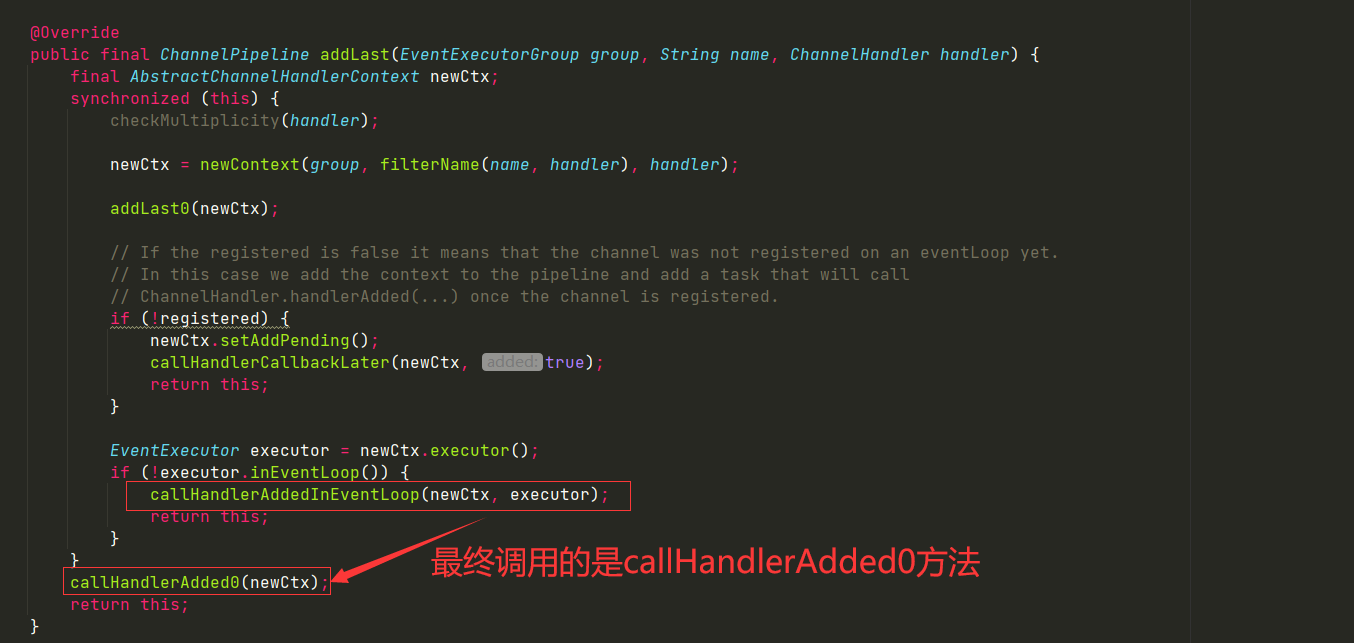 @Override
public final ChannelPipeline addLast(EventExecutorGroup group, String name, ChannelHandler handler) {
    final AbstractChannelHandlerContext newCtx;
    synchronized (this) {
        checkMultiplicity(handler);

        newCtx = newContext(group, filterName(name, handler), handler);

        addLast0(newCtx);

        // If the registered is false it means that the channel was not registered on an eventLoop yet.
        // In this case we add the context to the pipeline and add a task that will call
        // ChannelHandler.handlerAdded(...) once the channel is registered.
        if (!registered) {
            newCtx.setAddPending();
            callHandlerCallbackLater(newCtx, added: true);
            return this;
        }

        EventExecutor executor = newCtx.executor();
        if (!executor.inEventLoop()) {
            callHandlerAddedInEventLoop(newCtx, executor);
            return this;
        }
    }
最终调用的是callHandlerAdded0方法
    callHandlerAdded0(newCtx);
    return this;
}